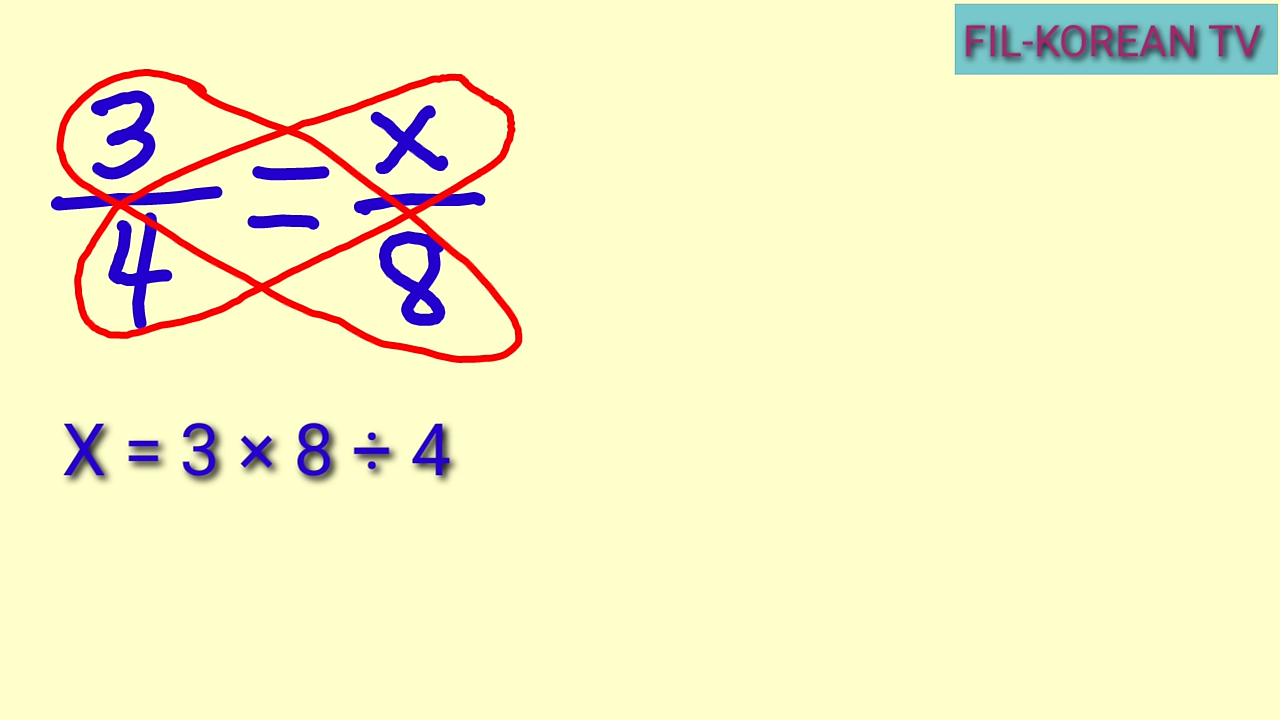 FIL-KOREAN TV
3 = x
4 8
X = 3 × 8 ÷ 4